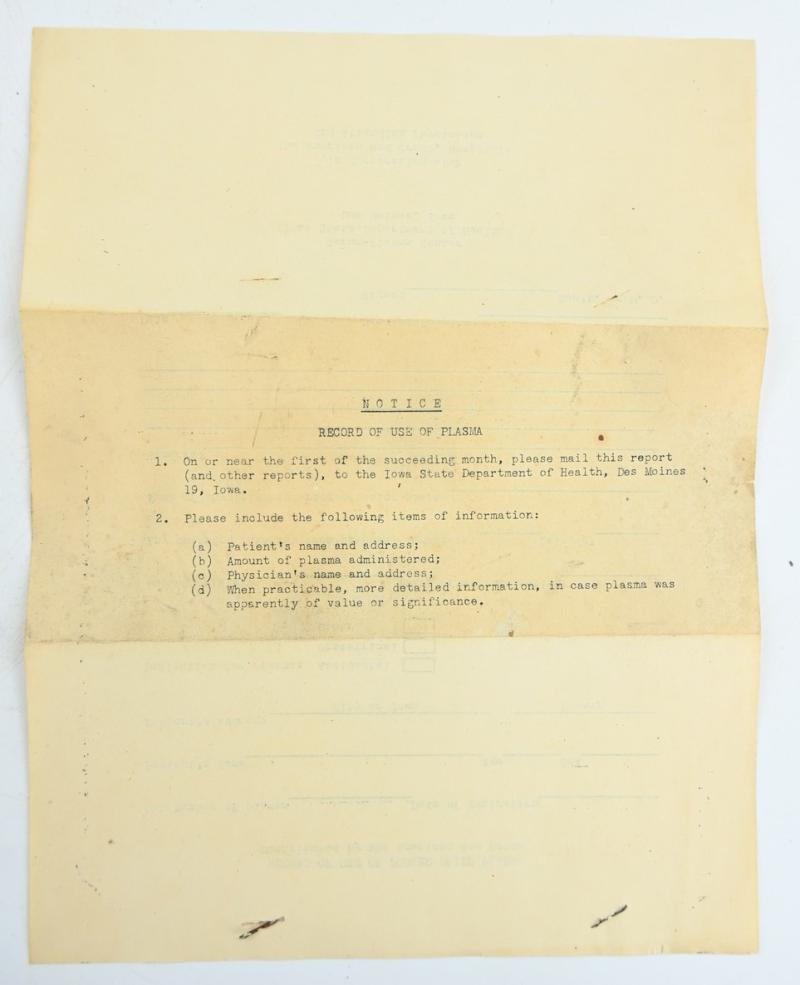 N O T I C E
RECORD OF USE OF PLASMA
1. On or near the first of the succeeding month, please mail this report
(and other reports), to the Iowa State Department of Health, Des Moines
19, Iowa.
2. Please include the following items of information:
(a) Patient's name and address;
(b) Amount of plasma administered;
(c) Physician's name and address;
(d) When practicable, more detailed information, in case plasma was
apparently of value or significance.